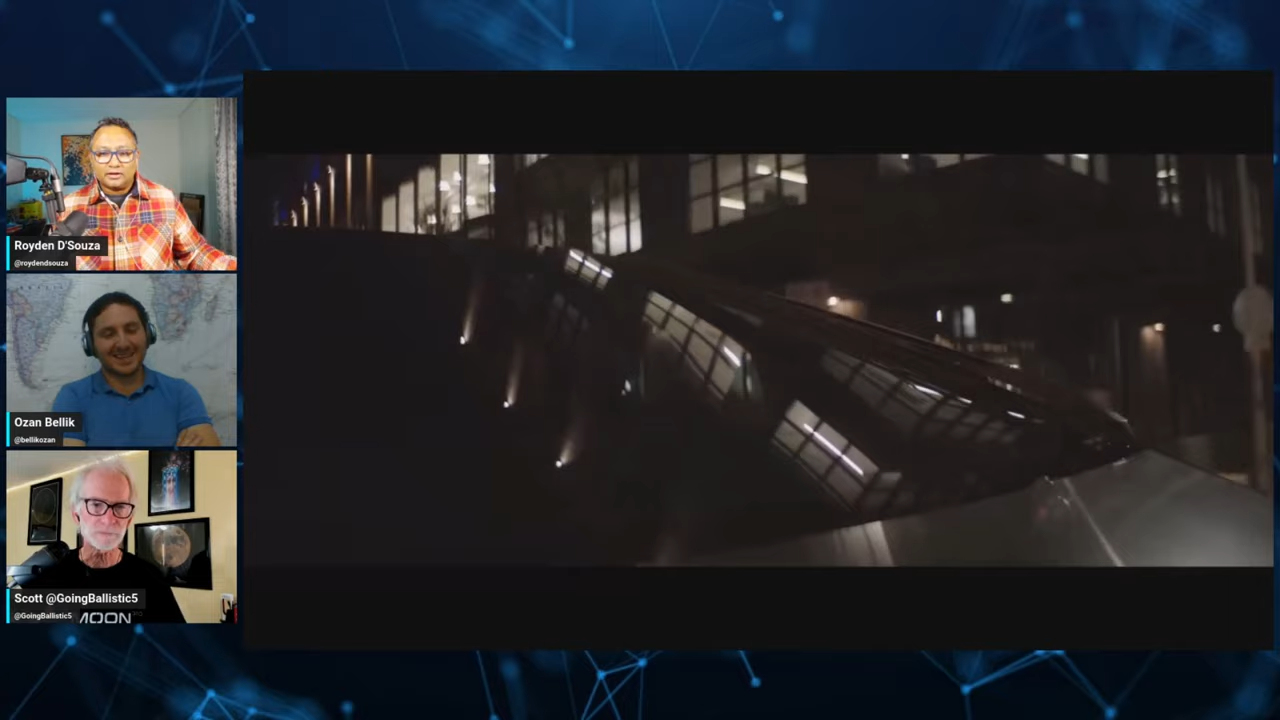 Royden D'Souza
@roydendsouza
Ozan Bellik
@bellikozan
Scott @GoingBallistic5
@GoingBallistic5
MOON